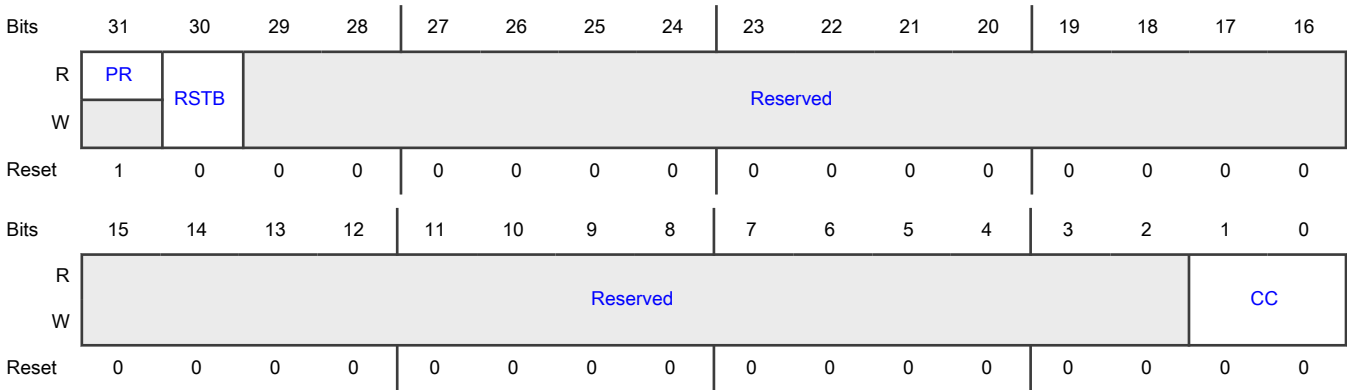 Bits 31 30 29 28 27 26 25 24 23 22 21 20 19 18 17 16
R PR
RSTB Reserved
W
Reset 1 0 0 0 0 0 0 0 0 0 0 0 0 0 0 0
Bits 15 14 13 12 11 10 9 8 7 6 5 4 3 2 1 0
R
Reserved CC
W
Reset 0 0 0 0 0 0 0 0 0 0 0 0 0 0 0 0